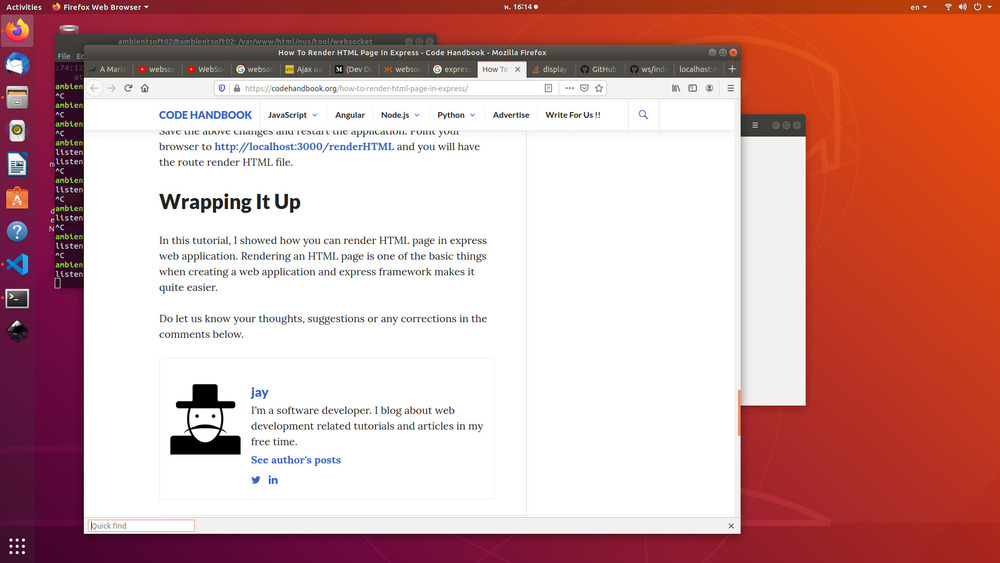 Activities
Firefox Web Browser
พ. 16:14
en
ambientsoft02@ambientsoft02: /var/www/html/nus/tool/websocket
File
How To Render HTML Page In Express - Code Handbook - Mozilla Firefox
A Maria
websoc
WebSoc
websoc
Ajax wa
(Dev Di
websoc
express
How To
display
GitHub
ws/inde
localhost:
https://codehandbook.org/how-to-render-html-page-in-express/
CODE HANDBOOK
JavaScript
Angular
Node.js
Python
Advertise
Write For Us !!
:74:12
at
ambien
^C
ambien
^C
ambien
^C
ambien
listen
^C
ambien
listen
^C
ambien
listen
^C
ambien
listen
^C
ambien
listen
Save the above changes and restart the application. Point your
browser to http://localhost:3000/renderHTML and you will have
the route render HTML file.
Wrapping It Up
In this tutorial, I showed how you can render HTML page in express
web application. Rendering an HTML page is one of the basic things
when creating a web application and express framework makes it
quite easier.
Do let us know your thoughts, suggestions or any corrections in the
comments below.
jay
I'm a software developer. I blog about web
development related tutorials and articles in my
free time.
See author's posts
Quick find